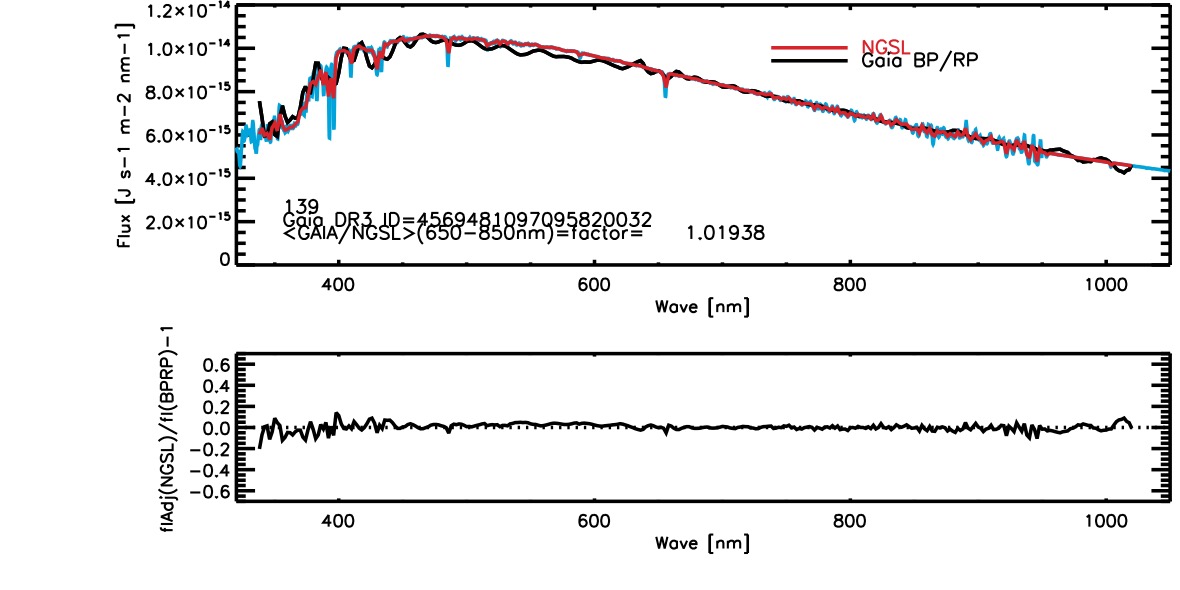 1.2×10−14
1.0×10−14
8.0×10−15
6.0×10−15
4.0×10−15
2.0×10−15
0
Flux [J s−1 m−2 nm−1]
NGSL
Gaia BP/RP
139
Gaia DR3 ID=4569481097095820032
<GAIA/NGSL>(650−850nm)=factor= 1.01938
400 600 800 1000
Wave [nm]
flAdj(NGSL)/fl(BPRP)−1
0.6
0.4
0.2
0.0
−0.2
−0.4
−0.6
400 600 800 1000
Wave [nm]